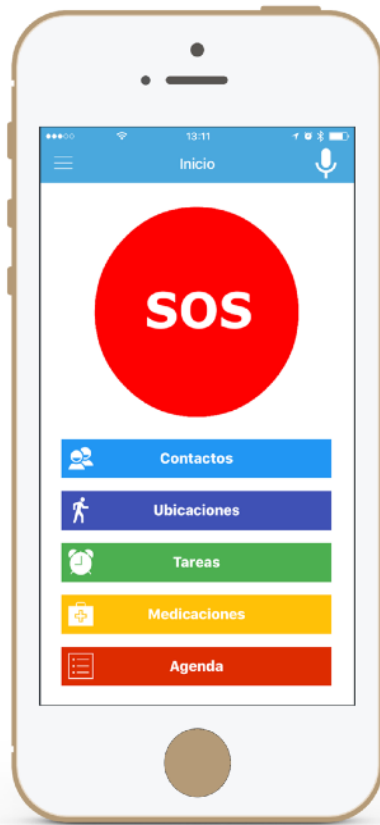 13:11
Inicio
SOS
Contactos
Ubicaciones
Tareas
Medicaciones
Agenda